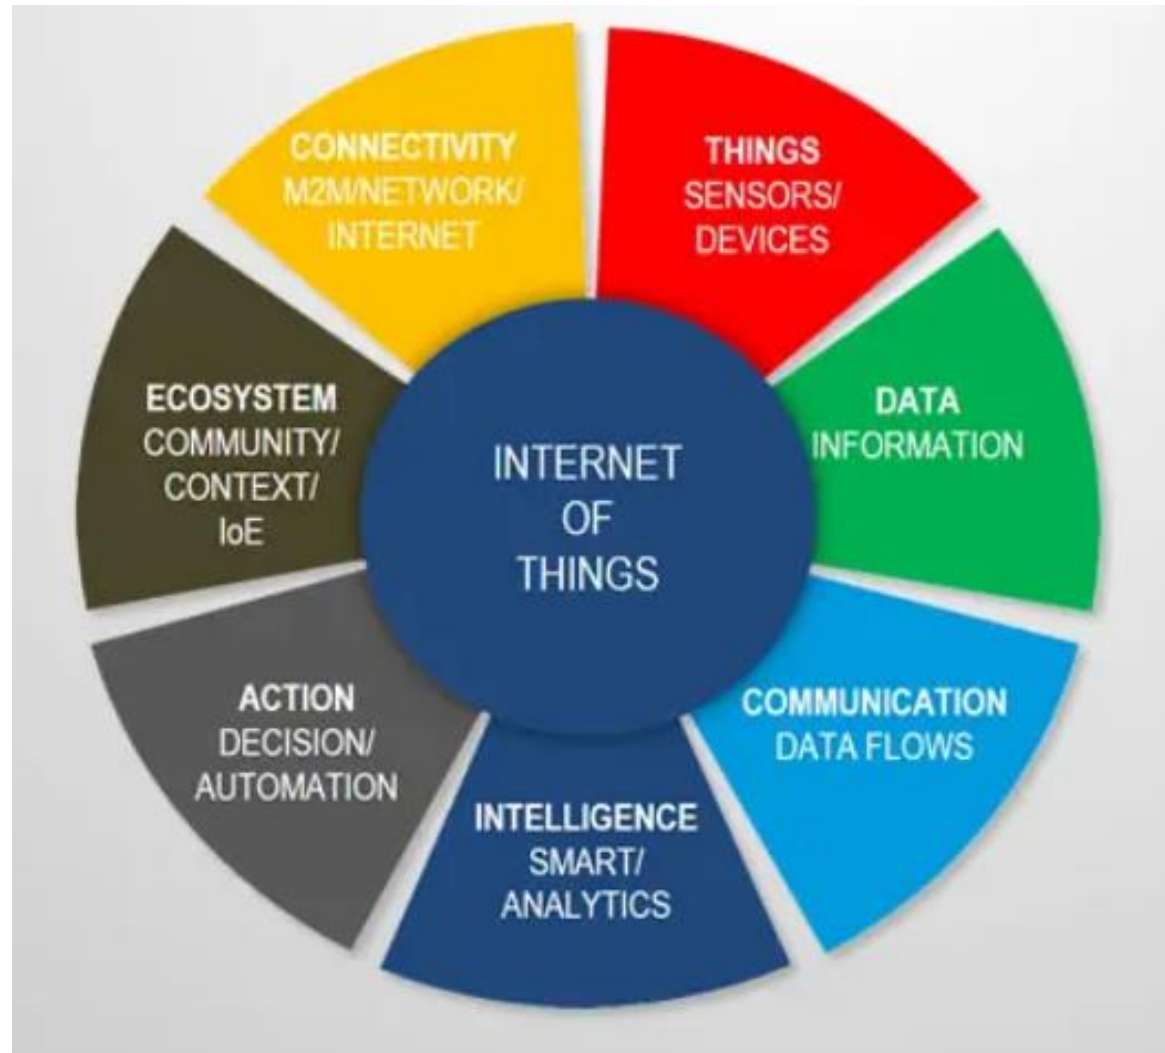 CONNECTIVITY
M2M/NETWORK/
INTERNET
THINGS
SENSORS/
DEVICES
DATA
INFORMATION
COMMUNICATION
DATA FLOWS
INTELLIGENCE
SMART/
ANALYTICS
ACTION
DECISION/
AUTOMATION
ECOSYSTEM
COMMUNITY/
CONTEXT/
IoE
INTERNET
OF
THINGS